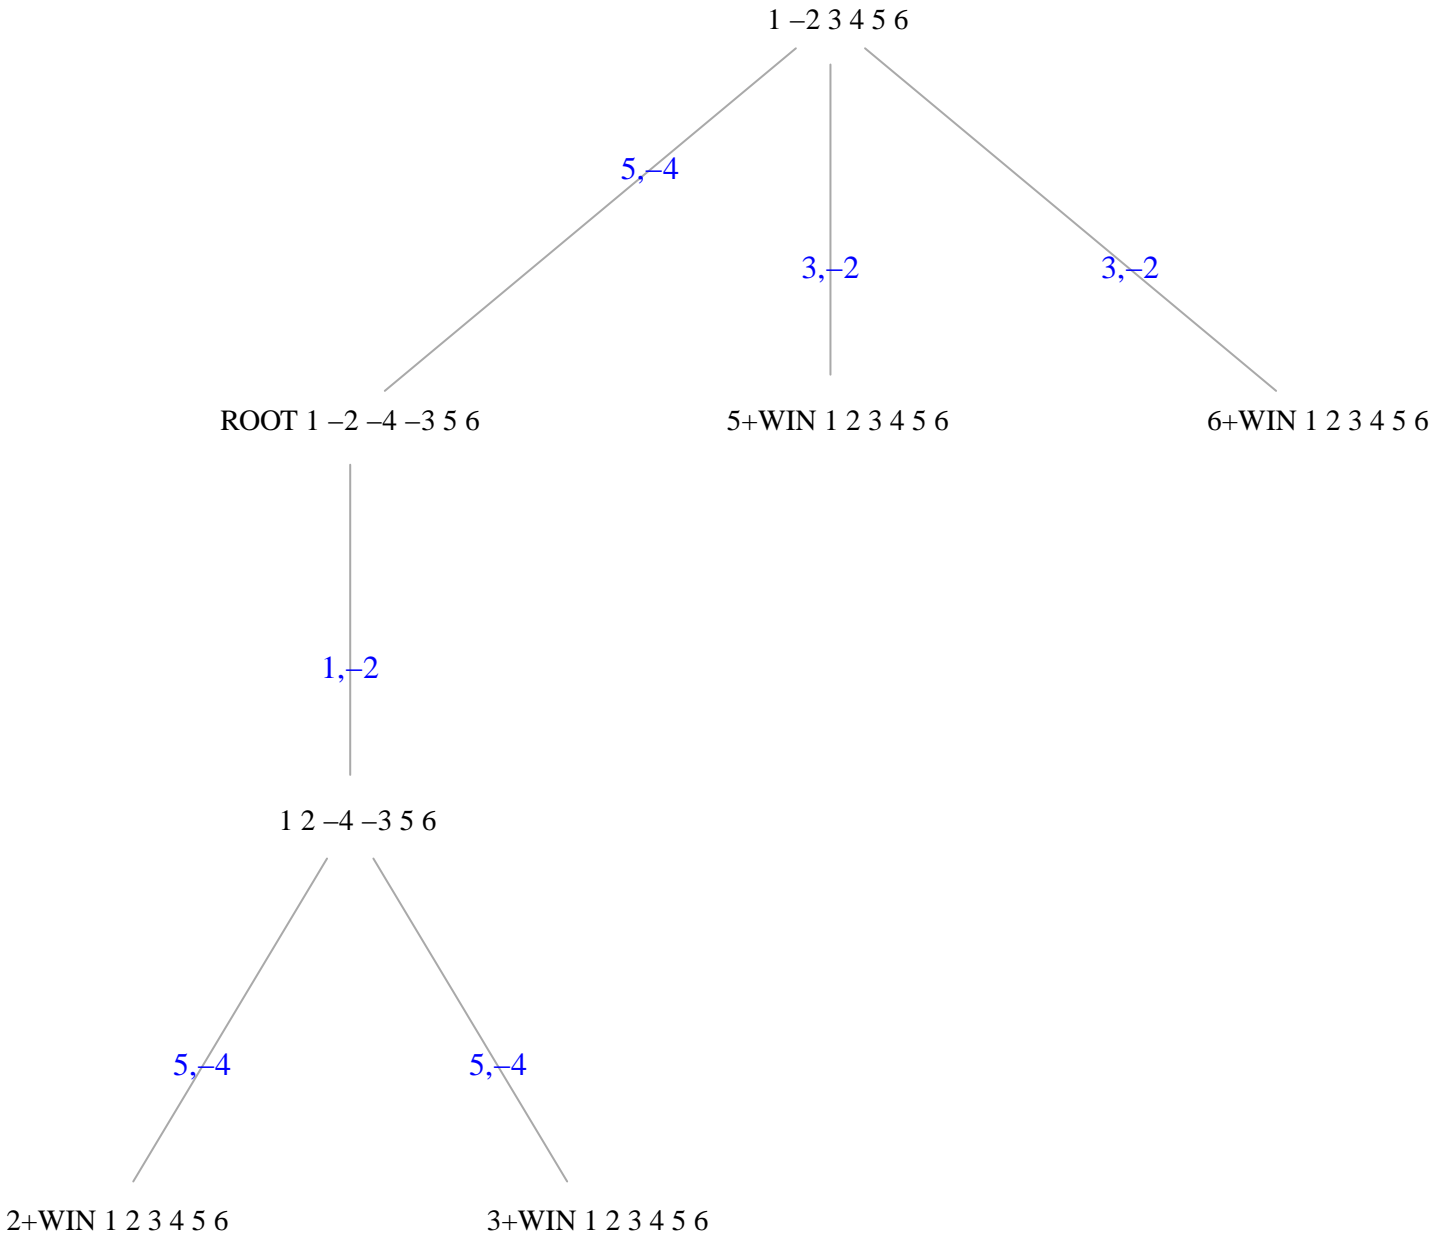 1 –2 3 4 5 6
5,–4
3,–2
3,–2
ROOT 1 –2 –4 –3 5 6
5+WIN 1 2 3 4 5 6
6+WIN 1 2 3 4 5 6
1,–2
1 2 –4 –3 5 6
5,–4
5,–4
2+WIN 1 2 3 4 5 6
3+WIN 1 2 3 4 5 6